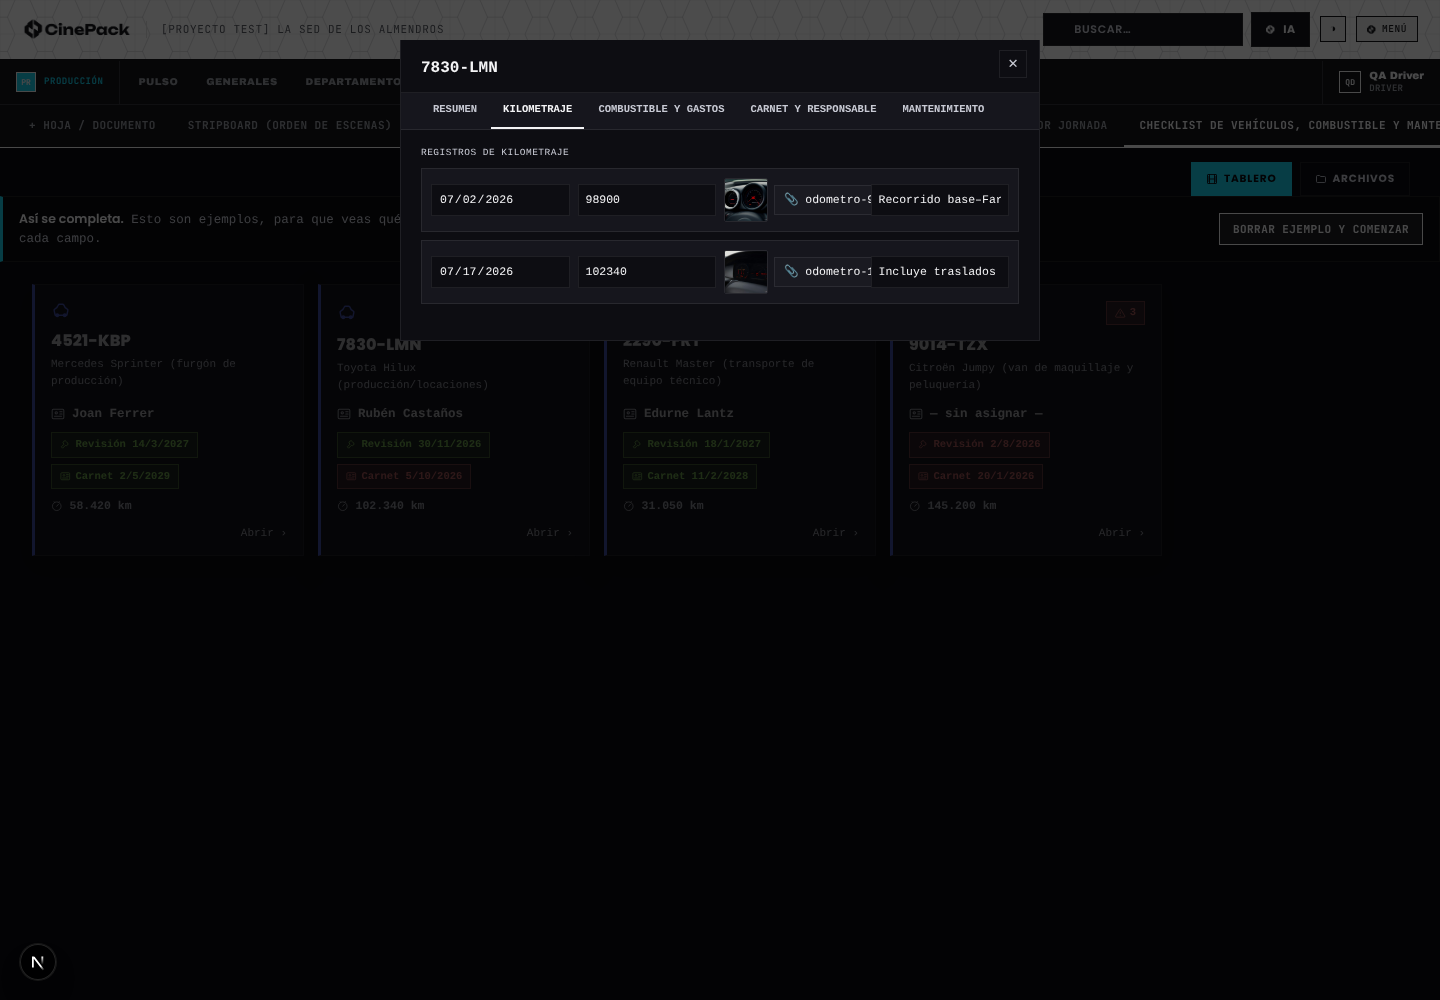 CinePack [PROYECTO TEST] LA SED DE LOS ALMENDROS BUSCAR… IA MENÚ
PR PRODUCCIÓN PULSO GENERALES DEPARTAMENTO QD QA Driver
DRIVER
+ HOJA / DOCUMENTO STRIPBOARD (ORDEN DE ESCENAS) OR JORNADA CHECKLIST DE VEHÍCULOS, COMBUSTIBLE Y MANTE
TABLERO ARCHIVOS
Así se completa. Esto son ejemplos, para que veas qué
cada campo.
BORRAR EJEMPLO Y COMENZAR
7830-LMN ✕
RESUMEN KILOMETRAJE COMBUSTIBLE Y GASTOS CARNET Y RESPONSABLE MANTENIMIENTO
REGISTROS DE KILOMETRAJE
07/02/2026 98900 odometro-9 Recorrido base–Far
07/17/2026 102340 odometro-1 Incluye traslados
4521-KBP
Mercedes Sprinter (furgón de
producción)
Joan Ferrer
Revisión 14/3/2027
Carnet 2/5/2029
58.420 km
Abrir ›
7830-LMN
Toyota Hilux
(producción/locaciones)
Rubén Castaños
Revisión 30/11/2026
Carnet 5/10/2026
102.340 km
Abrir ›
Renault Master (transporte de
equipo técnico)
Edurne Lantz
Revisión 18/1/2027
Carnet 11/2/2028
31.050 km
Abrir ›
3
9014-TZX
Citroën Jumpy (van de maquillaje y
peluquería)
— sin asignar —
Revisión 2/8/2026
Carnet 20/1/2026
145.200 km
Abrir ›